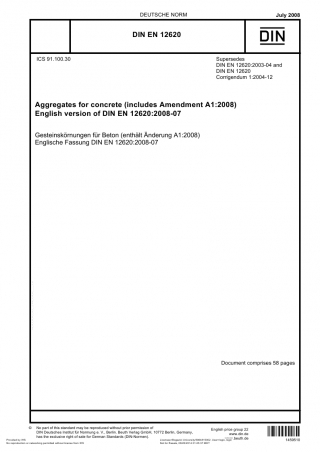 DEUTSCHE NORM
July 2008
DIN EN 12620
DIN
ICS 91.100.30
Supersedes
DIN EN 12620:2003-04 and
DIN EN 12620
Corrigendum 1:2004-12
Aggregates for concrete (includes Amendment A1:2008)
English version of DIN EN 12620:2008-07
Gesteinskörnungen für Beton (enthält Änderung A1:2008)
Englische Fassung DIN EN 12620:2008-07
Document comprises 58 pages
© No part of this standard may be reproduced without prior permission of
DIN Deutsches Institut für Normung e. V., Berlin. Beuth Verlag GmbH, 10772 Berlin, Germany,
has the exclusive right of sale for German Standards (DIN-Normen).
English price group 22
www.din.de
beuth.de